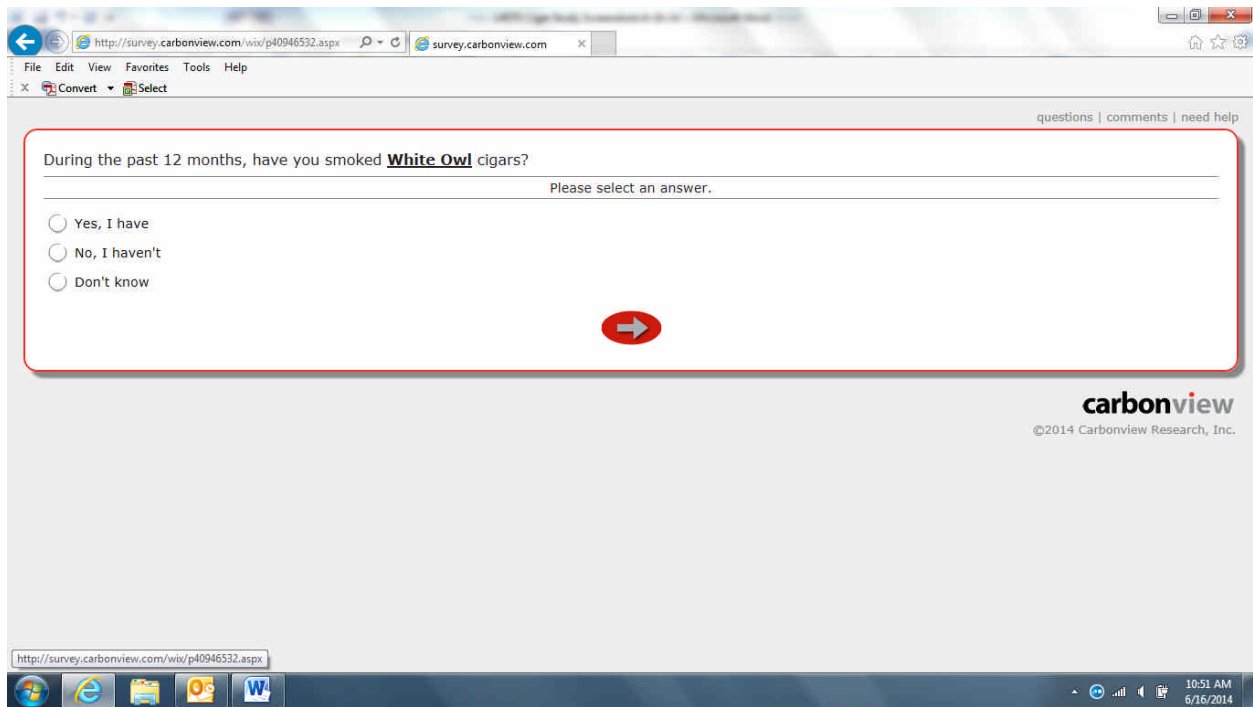 http://survey.carbonview.com/wix/p40946532.aspx
survey.carbonview.com
File Edit View Favorites Tools Help
Convert Select
questions | comments | need help
During the past 12 months, have you smoked White Owl cigars?
Please select an answer.
Yes, I have
No, I haven't
Don't know
carbonview
©2014 Carbonview Research, Inc.
http://survey.carbonview.com/wix/p40946532.aspx
10:51 AM
6/16/2014